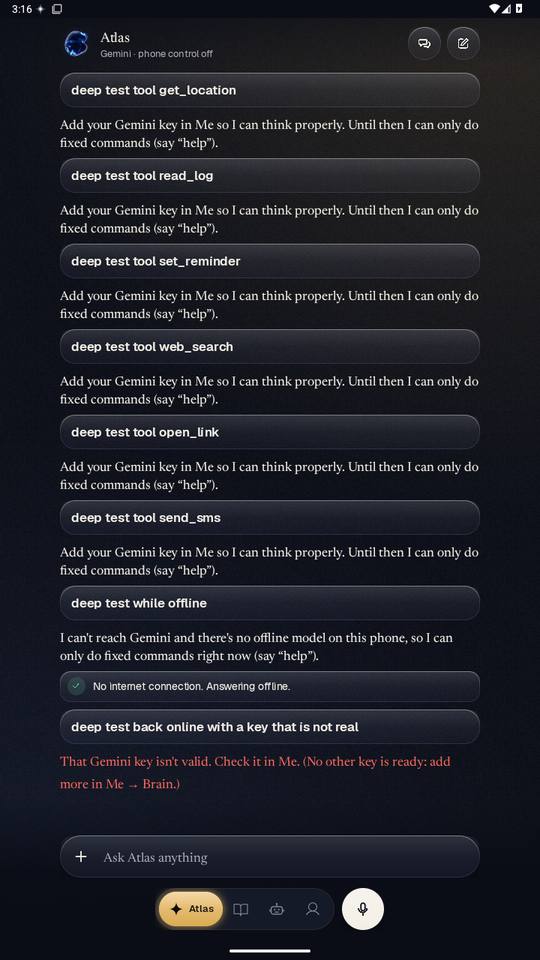 3:16
Atlas
Gemini · phone control off
deep test tool get_location
Add your Gemini key in Me so I can think properly. Until then I can only do
fixed commands (say “help”).
deep test tool read_log
Add your Gemini key in Me so I can think properly. Until then I can only do
fixed commands (say “help”).
deep test tool set_reminder
Add your Gemini key in Me so I can think properly. Until then I can only do
fixed commands (say “help”).
deep test tool web_search
Add your Gemini key in Me so I can think properly. Until then I can only do
fixed commands (say “help”).
deep test tool open_link
Add your Gemini key in Me so I can think properly. Until then I can only do
fixed commands (say “help”).
deep test tool send_sms
Add your Gemini key in Me so I can think properly. Until then I can only do
fixed commands (say “help”).
deep test while offline
I can't reach Gemini and there's no offline model on this phone, so I can
only do fixed commands right now (say “help”).
No internet connection. Answering offline.
deep test back online with a key that is not real
That Gemini key isn't valid. Check it in Me. (No other key is ready: add
more in Me → Brain.)
Ask Atlas anything
Atlas